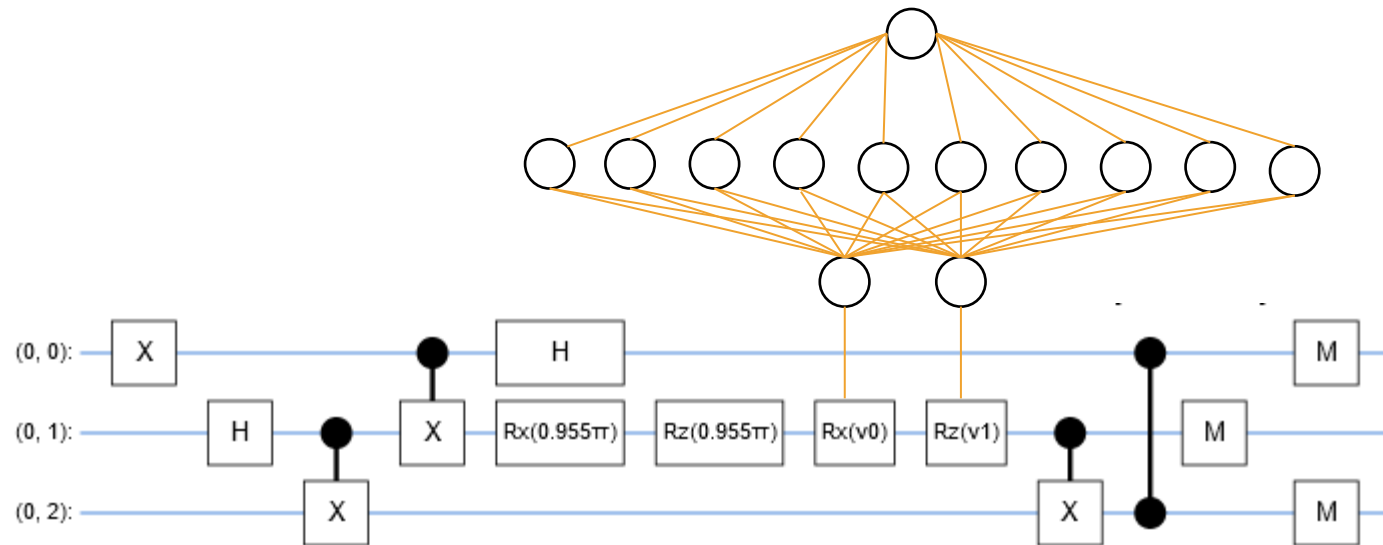 (0, 0): X H M
(0, 1): H X Rx(0.955π) Rz(0.955π) Rx(v0) Rz(v1) M
(0, 2): X X M